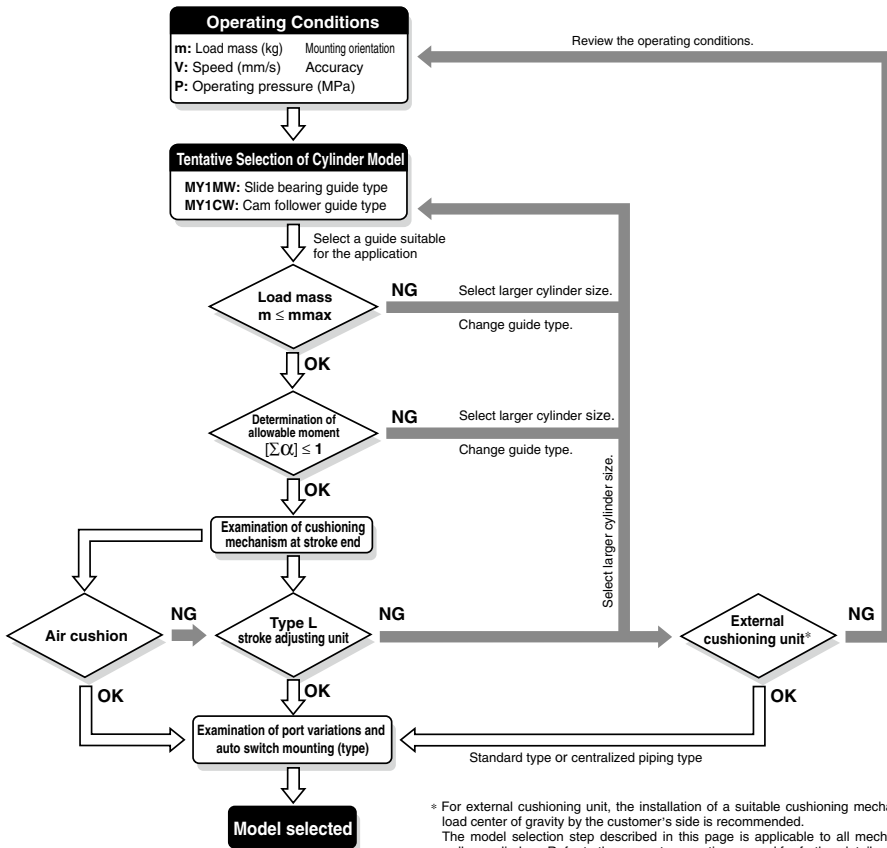 Operating Conditions
m: Load mass (kg) Mounting orientation
V: Speed (mm/s) Accuracy
P: Operating pressure (MPa)
Review the operating conditions.
Tentative Selection of Cylinder Model
MY1MW: Slide bearing guide type
MY1CW: Cam follower guide type
Select a guide suitable
for the application
Load mass
m ≤ mmax
NG
Select larger cylinder size.
Change guide type.
OK
Determination of
allowable moment
[Σα] ≤ 1
NG
Select larger cylinder size.
Change guide type.
OK
Select larger cylinder size.
Examination of cushioning
mechanism at stroke end
Air cushion
NG
Type L
stroke adjusting unit
NG
External
cushioning unit*
NG
OK
OK
OK
Examination of port variations and
auto switch mounting (type)
Standard type or centralized piping type
Model selected
* For external cushioning unit, the installation of a suitable cushioning mecha
load center of gravity by the customer's side is recommended.
The model selection step described in this page is applicable to all mech